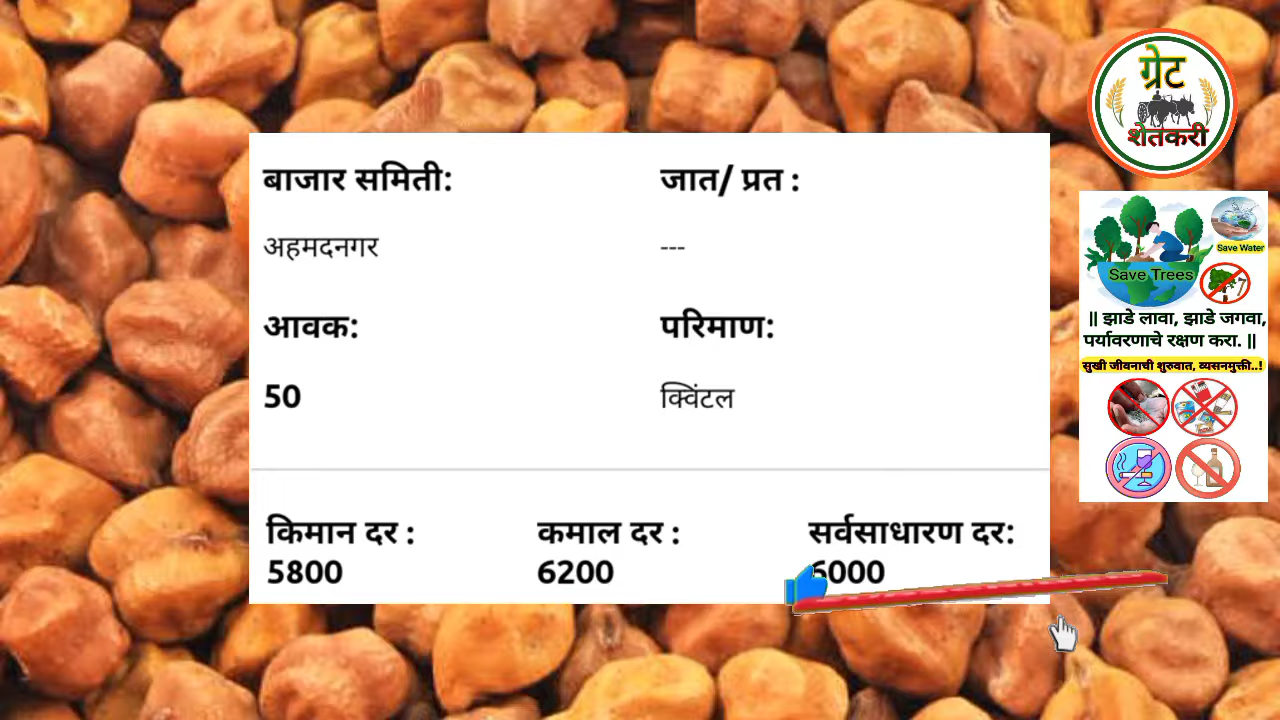 बाजार समिती:
जात/ प्रत :
अहमदनगर
---
आवक:
परिमाण:
50
क्विंटल
किमान दर :
कमाल दर :
सर्वसाधारण दर:
5800
6200
6000
ग्रेट
शेतकरी
Save Water
Save Trees
|| झाडे लावा, झाडे जगवा,
पर्यावरणाचे रक्षण करा. ||
सुखी जीवनाची शुरुवात, व्यसनमुक्ती..!